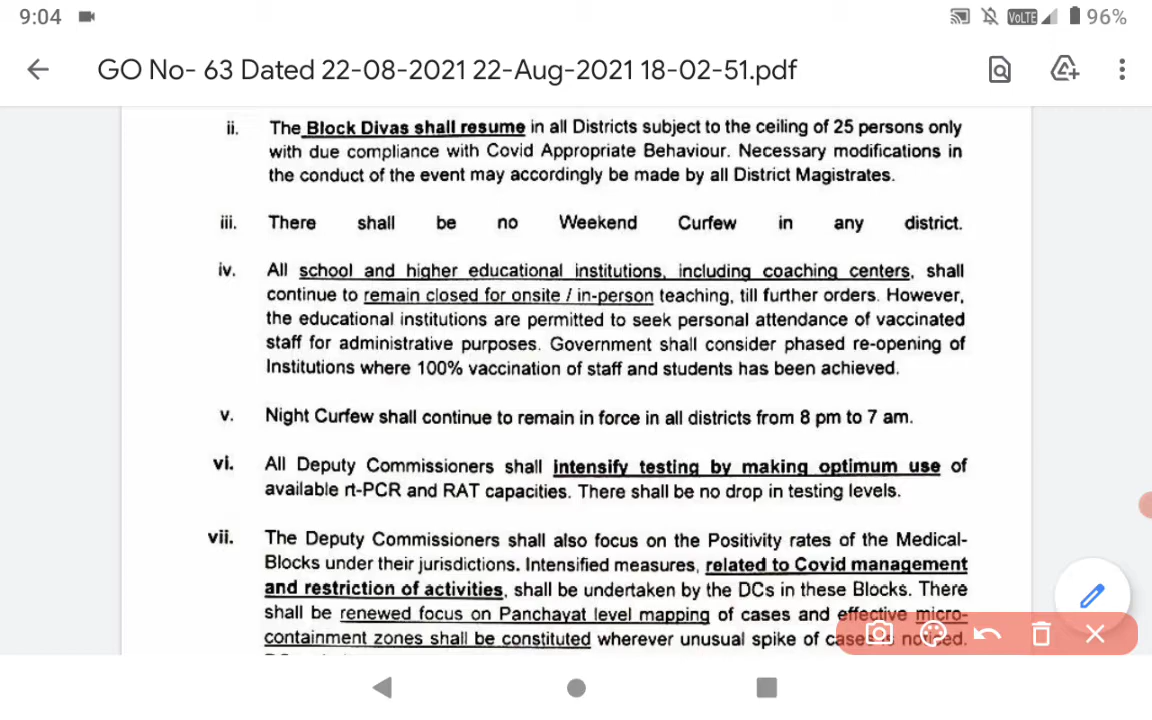 9:04
VoLTE
96%
GO No- 63 Dated 22-08-2021 22-Aug-2021 18-02-51.pdf
ii. The Block Divas shall resume in all Districts subject to the ceiling of 25 persons only
with due compliance with Covid Appropriate Behaviour. Necessary modifications in
the conduct of the event may accordingly be made by all District Magistrates.
iii. There shall be no Weekend Curfew in any district.
iv. All school and higher educational institutions, including coaching centers, shall
continue to remain closed for onsite / in-person teaching, till further orders. However,
the educational institutions are permitted to seek personal attendance of vaccinated
staff for administrative purposes. Government shall consider phased re-opening of
Institutions where 100% vaccination of staff and students has been achieved.
v. Night Curfew shall continue to remain in force in all districts from 8 pm to 7 am.
vi. All Deputy Commissioners shall intensify testing by making optimum use of
available rt-PCR and RAT capacities. There shall be no drop in testing levels.
vii. The Deputy Commissioners shall also focus on the Positivity rates of the Medical-
Blocks under their jurisdictions. Intensified measures, related to Covid management
and restriction of activities, shall be undertaken by the DCs in these Blocks. There
shall be renewed focus on Panchayat level mapping of cases and effective micro-
containment zones shall be constituted wherever unusual spike of cases is noticed.